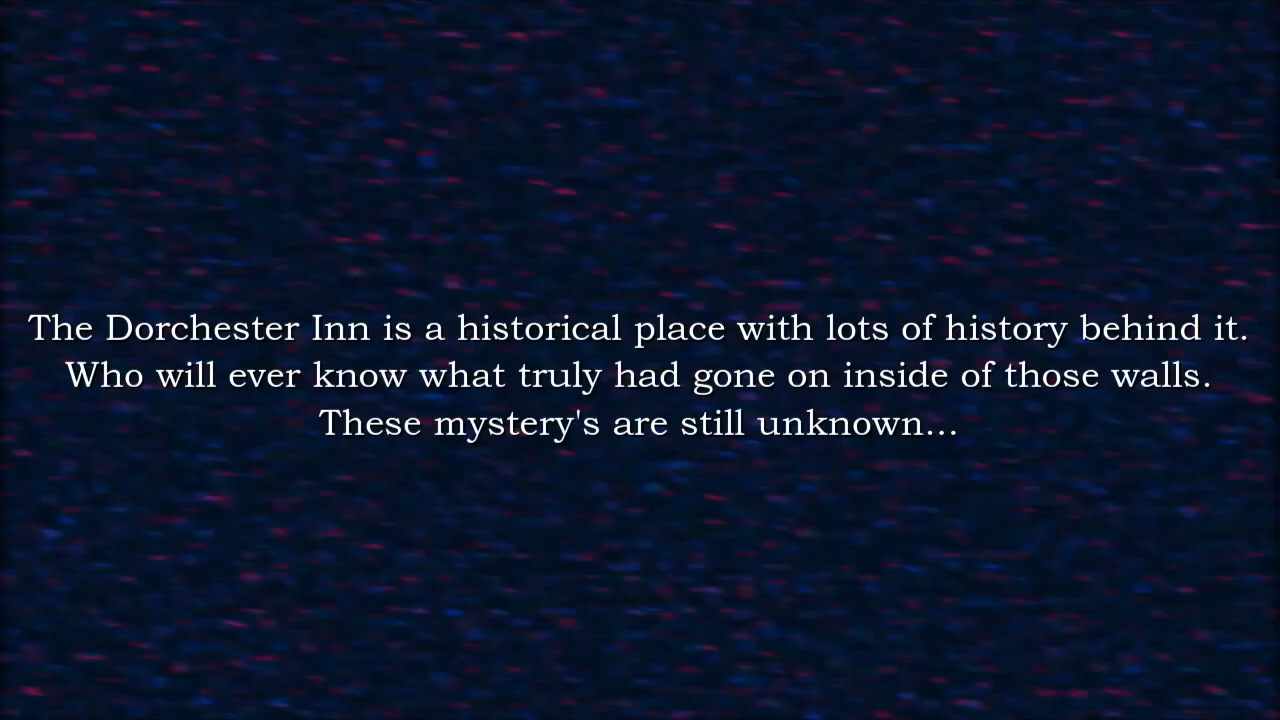 The Dorchester Inn is a historical place with lots of history behind it.
Who will ever know what truly had gone on inside of those walls.
These mystery's are still unknown...